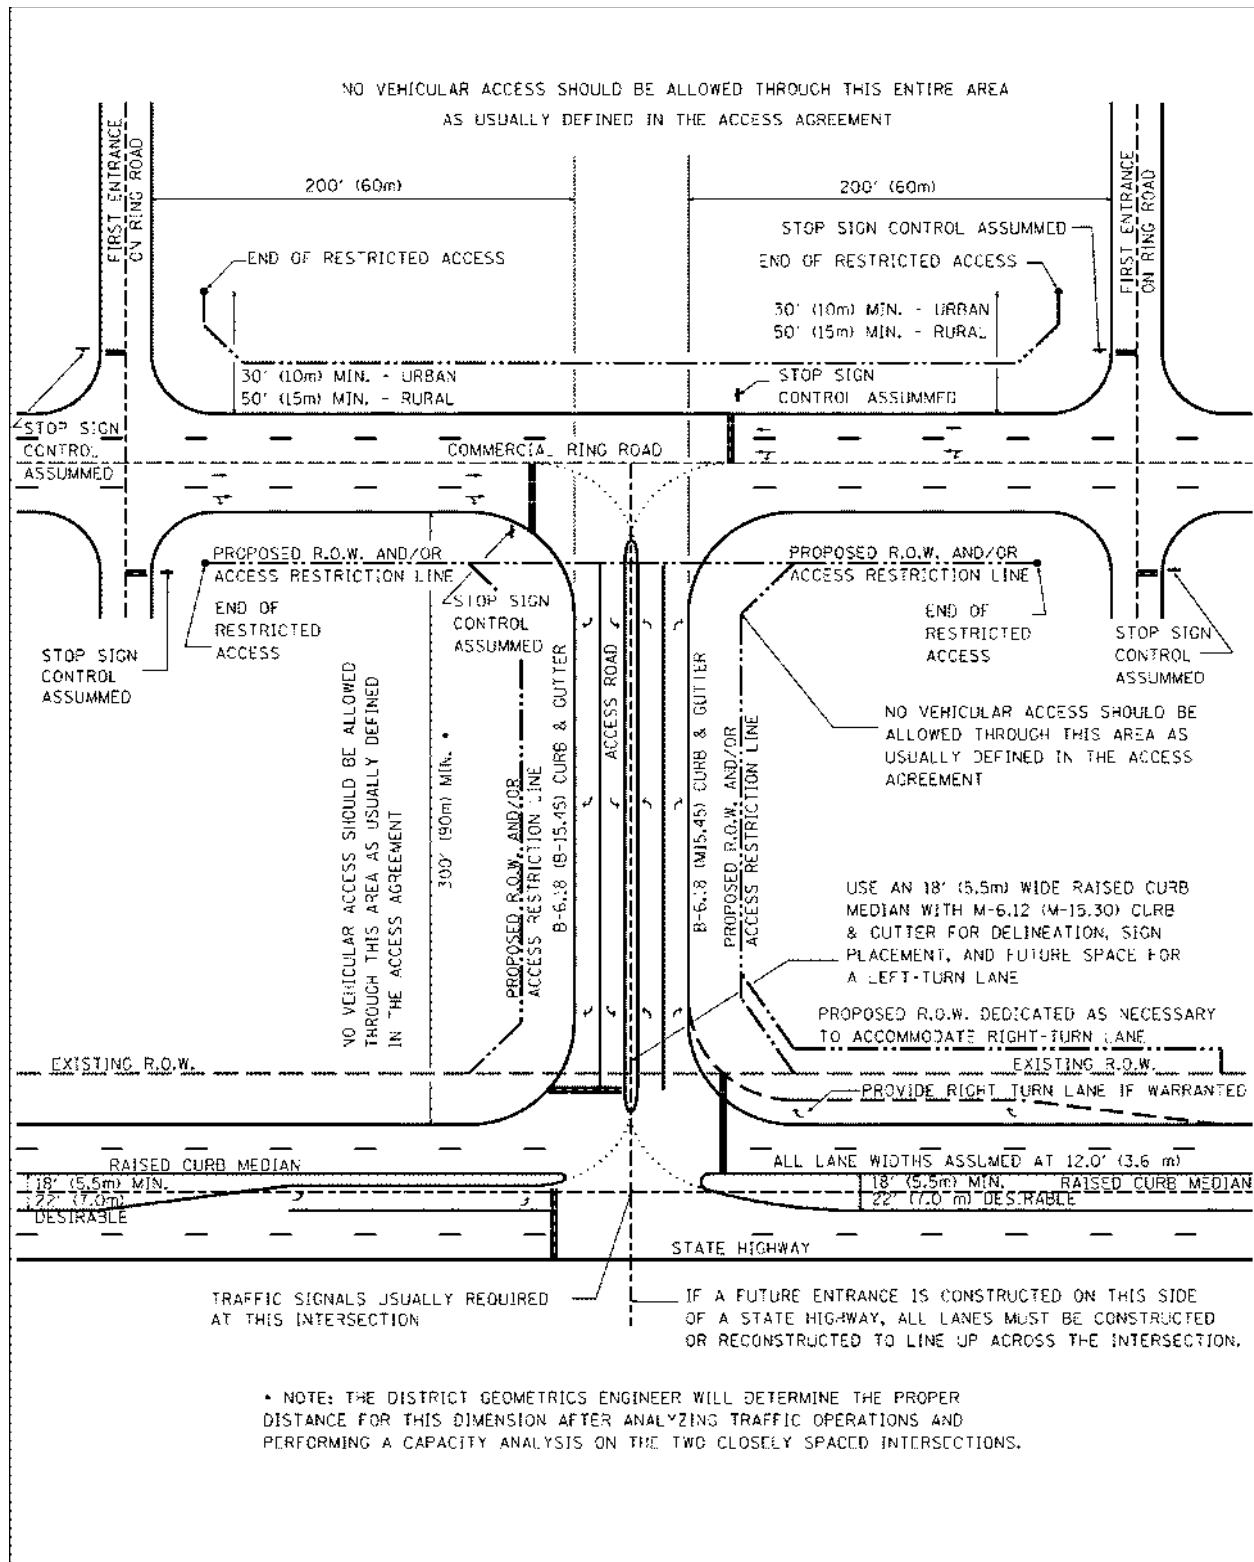 NO VEHICULAR ACCESS SHOULD BE ALLOWED THROUGH THIS ENTIRE AREA
AS USUALLY DEFINED IN THE ACCESS AGREEMENT
FIRST ENTRANCE
ON RING ROAD
200' (60m)
200' (60m)
FIRST ENTRANCE
ON RING ROAD
STOP SIGN CONTROL ASSUMMED
END OF RESTRICTED ACCESS
END OF RESTRICTED ACCESS
30' (10m) MIN. - URBAN
50' (15m) MIN. - RURAL
30' (10m) MIN. - URBAN
50' (15m) MIN. - RURAL
STOP SIGN
CONTROL ASSUMMED
STOP SIGN
CONTROL
ASSUMMED
COMMERCIAL RING ROAD
PROPOSED R.O.W. AND/OR
ACCESS RESTRICTION LINE
PROPOSED R.O.W. AND/OR
ACCESS RESTRICTION LINE
END OF
RESTRICTED
ACCESS
STOP SIGN
CONTROL
ASSUMMED
END OF
RESTRICTED
ACCESS
STOP SIGN
CONTROL
ASSUMMED
STOP SIGN
CONTROL
ASSUMMED
NO VEHICULAR ACCESS SHOULD BE ALLOWED
THROUGH THIS AREA AS USUALLY DEFINED
IN THE ACCESS AGREEMENT
300' (90m) MIN. *
PROPOSED R.O.W. AND/OR
ACCESS RESTRICTION LINE
B-6.18 (B-15.45) CURB & GUTTER
ACCESS ROAD
B-6.18 (M15.45) CURB & GUTTER
PROPOSED R.O.W. AND/OR
ACCESS RESTRICTION LINE
NO VEHICULAR ACCESS SHOULD BE
ALLOWED THROUGH THIS AREA AS
USUALLY DEFINED IN THE ACCESS
AGREEMENT
USE AN 18' (5.5m) WIDE RAISED CURB
MEDIAN WITH M-6.12 (M-15.30) CURB
& GUTTER FOR DELINEATION, SIGN
PLACEMENT, AND FUTURE SPACE FOR
A LEFT-TURN LANE
PROPOSED R.O.W. DEDICATED AS NECESSARY
TO ACCOMMODATE RIGHT-TURN LANE
EXISTING R.O.W.
EXISTING R.O.W.
PROVIDE RIGHT TURN LANE IF WARRANTED
RAISED CURB MEDIAN
ALL LANE WIDTHS ASSUMED AT 12.0' (3.6 m)
18' (5.5m) MIN.
22' (7.0m)
DESIRABLE
18' (5.5m) MIN.
RAISED CURB MEDIAN
22' (7.0 m) DESIRABLE
STATE HIGHWAY
TRAFFIC SIGNALS USUALLY REQUIRED
AT THIS INTERSECTION
IF A FUTURE ENTRANCE IS CONSTRUCTED ON THIS SIDE
OF A STATE HIGHWAY, ALL LANES MUST BE CONSTRUCTED
OR RECONSTRUCTED TO LINE UP ACROSS THE INTERSECTION.
* NOTE: THE DISTRICT GEOMETRICS ENGINEER WILL DETERMINE THE PROPER
DISTANCE FOR THIS DIMENSION AFTER ANALYZING TRAFFIC OPERATIONS AND
PERFORMING A CAPACITY ANALYSIS ON THE TWO CLOSELY SPACED INTERSECTIONS.